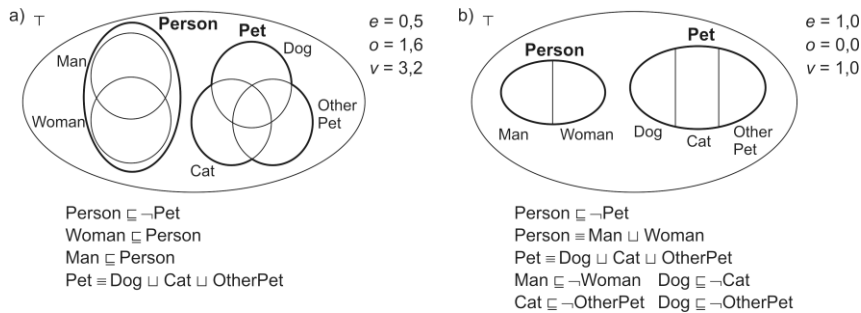 a) ⊤
Person
Pet
Man
Dog
Woman
Other
Pet
Cat
e = 0,5
o = 1,6
v = 3,2
Person ⊑ ¬Pet
Woman ⊑ Person
Man ⊑ Person
Pet ≡ Dog ⊔ Cat ⊔ OtherPet
b) ⊤
Person
Pet
Man Woman
Dog
Cat
Other
Pet
e = 1,0
o = 0,0
v = 1,0
Person ⊑ ¬Pet
Person ≡ Man ⊔ Woman
Pet ≡ Dog ⊔ Cat ⊔ OtherPet
Man ⊑ ¬Woman Dog ⊑ ¬Cat
Cat ⊑ ¬OtherPet Dog ⊑ ¬OtherPet